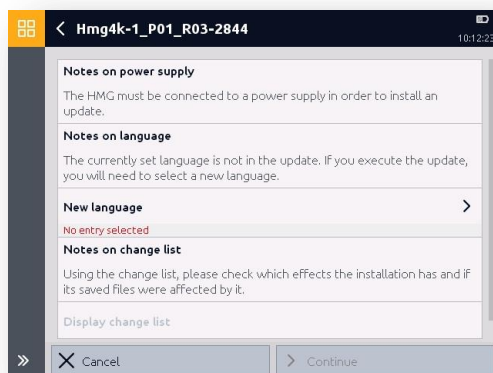 Hmg4k-1_P01_R03-2844
10:12:23
Notes on power supply
The HMG must be connected to a power supply in order to install an
update.
Notes on language
The currently set language is not in the update. If you execute the update,
you will need to select a new language.
New language
No entry selected
Notes on change list
Using the change list, please check which effects the installation has and if
its saved files were affected by it.
Display change list
Cancel
Continue